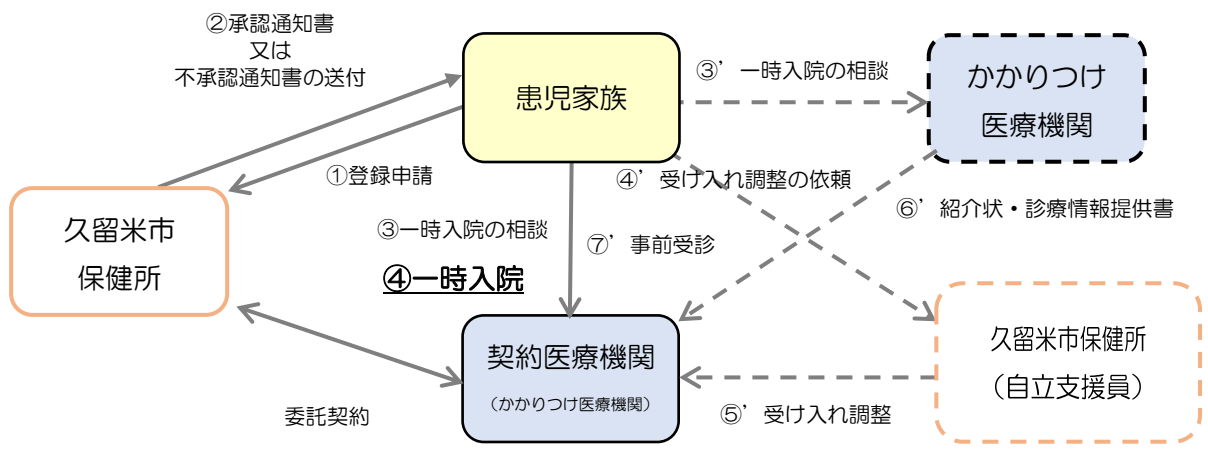 ②承認通知書
又は
不承認通知書の送付
患児家族
③’一時入院の相談
かかりつけ
医療機関
①登録申請
④’受け入れ調整の依頼
久留米市
保健所
③一時入院の相談
⑦’事前受診
⑥’紹介状・診療情報提供書
④一時入院
契約医療機関
（かかりつけ医療機関）
久留米市保健所
（自立支援員）
委託契約
⑤’受け入れ調整